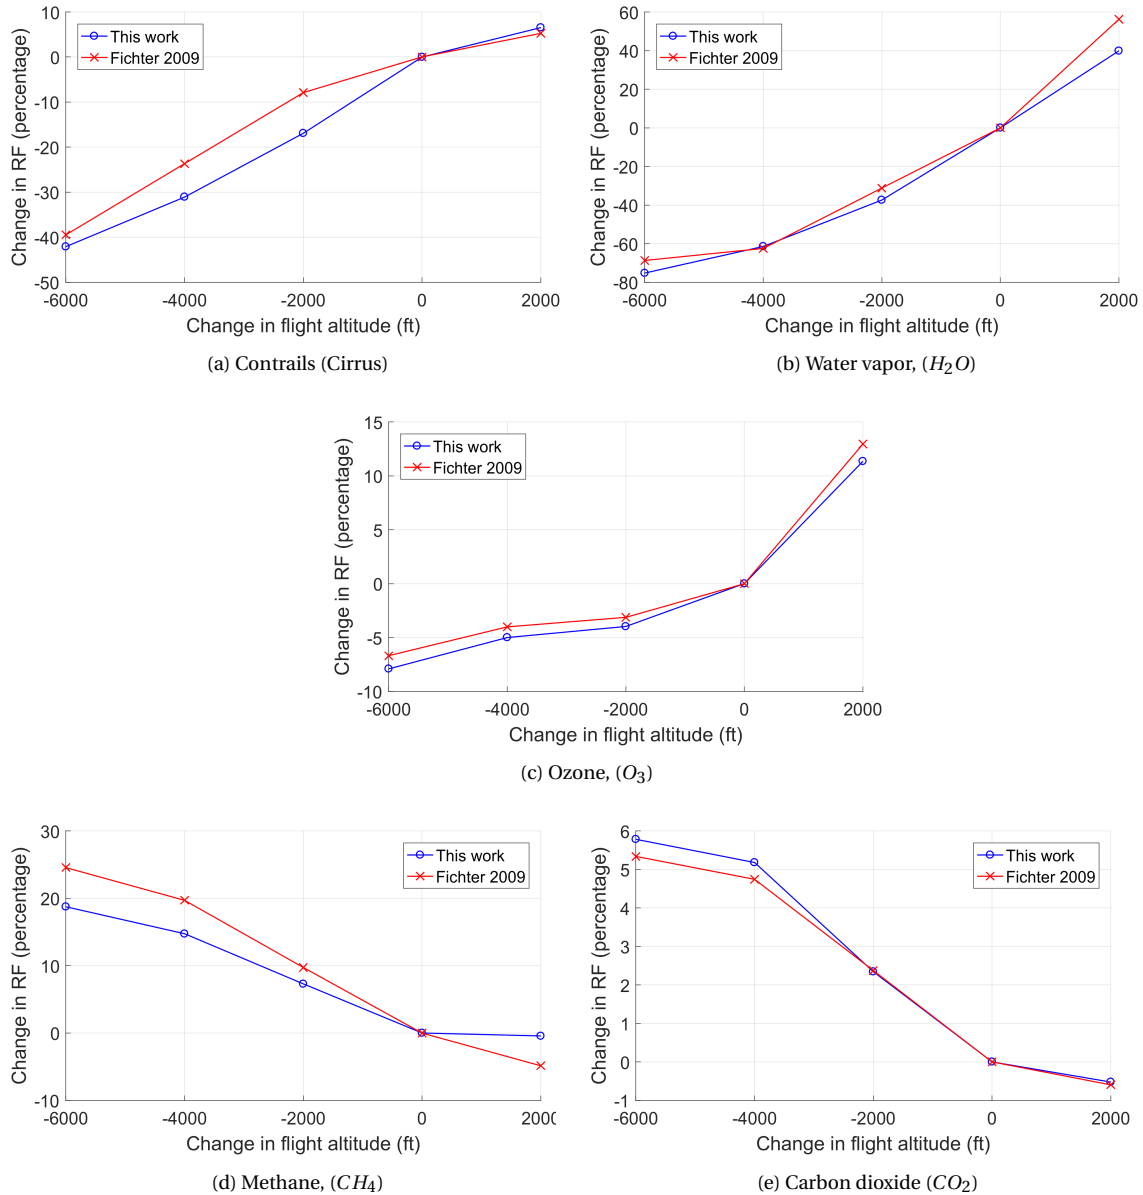 10
0
-10
-20
-30
-40
-50
Change in RF (percentage)
This work
Fichter 2009
-6000 -4000 -2000 0 2000
Change in flight altitude (ft)
(a) Contrails (Cirrus)
60
40
20
0
-20
-40
-60
-80
Change in RF (percentage)
This work
Fichter 2009
-6000 -4000 -2000 0 2000
Change in flight altitude (ft)
(b) Water vapor, (H₂O)
15
10
5
0
-5
-10
Change in RF (percentage)
This work
Fichter 2009
-6000 -4000 -2000 0 2000
Change in flight altitude (ft)
(c) Ozone, (O₃)
30
20
10
0
-10
Change in RF (percentage)
This work
Fichter 2009
-6000 -4000 -2000 0 2000
Change in flight altitude (ft)
(d) Methane, (CH₄)
6
5
4
3
2
1
0
-1
Change in RF (percentage)
This work
Fichter 2009
-6000 -4000 -2000 0 2000
Change in flight altitude (ft)
(e) Carbon dioxide (CO₂)